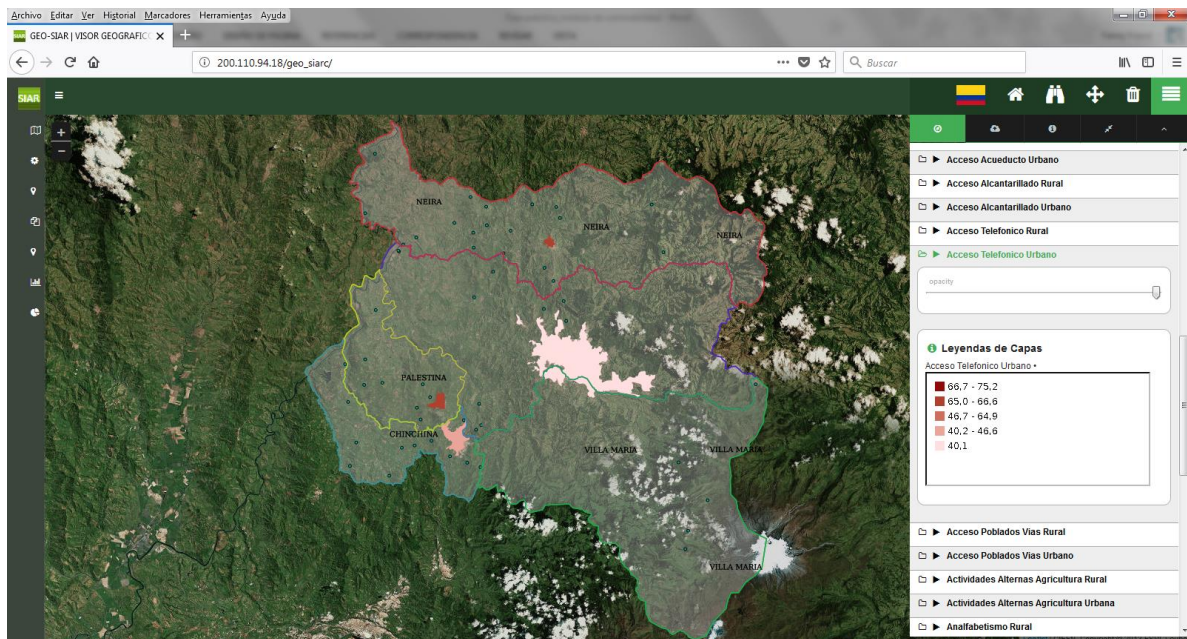 Archivo Editar Ver Historial Marcadores Herramientas Ayuda
SIAR GEO-SIAR | VISOR GEOGRAFIC
200.110.94.18/geo_siarc/
Buscar
SIAR
+
−
NEIRA
NEIRA
NEIRA
PALESTINA
CHINCHINA
VILLA MARIA
VILLA MARIA
VILLA MARIA
Acceso Acueducto Urbano
Acceso Alcantarillado Rural
Acceso Alcantarillado Urbano
Acceso Telefonico Rural
Acceso Telefonico Urbano
opacity
Leyendas de Capas
Acceso Telefonico Urbano •
66,7 - 75,2
65,0 - 66,6
46,7 - 64,9
40,2 - 46,6
40,1
Acceso Poblados Vias Rural
Acceso Poblados Vias Urbano
Actividades Alternas Agricultura Rural
Actividades Alternas Agricultura Urbana
Analfabetismo Rural